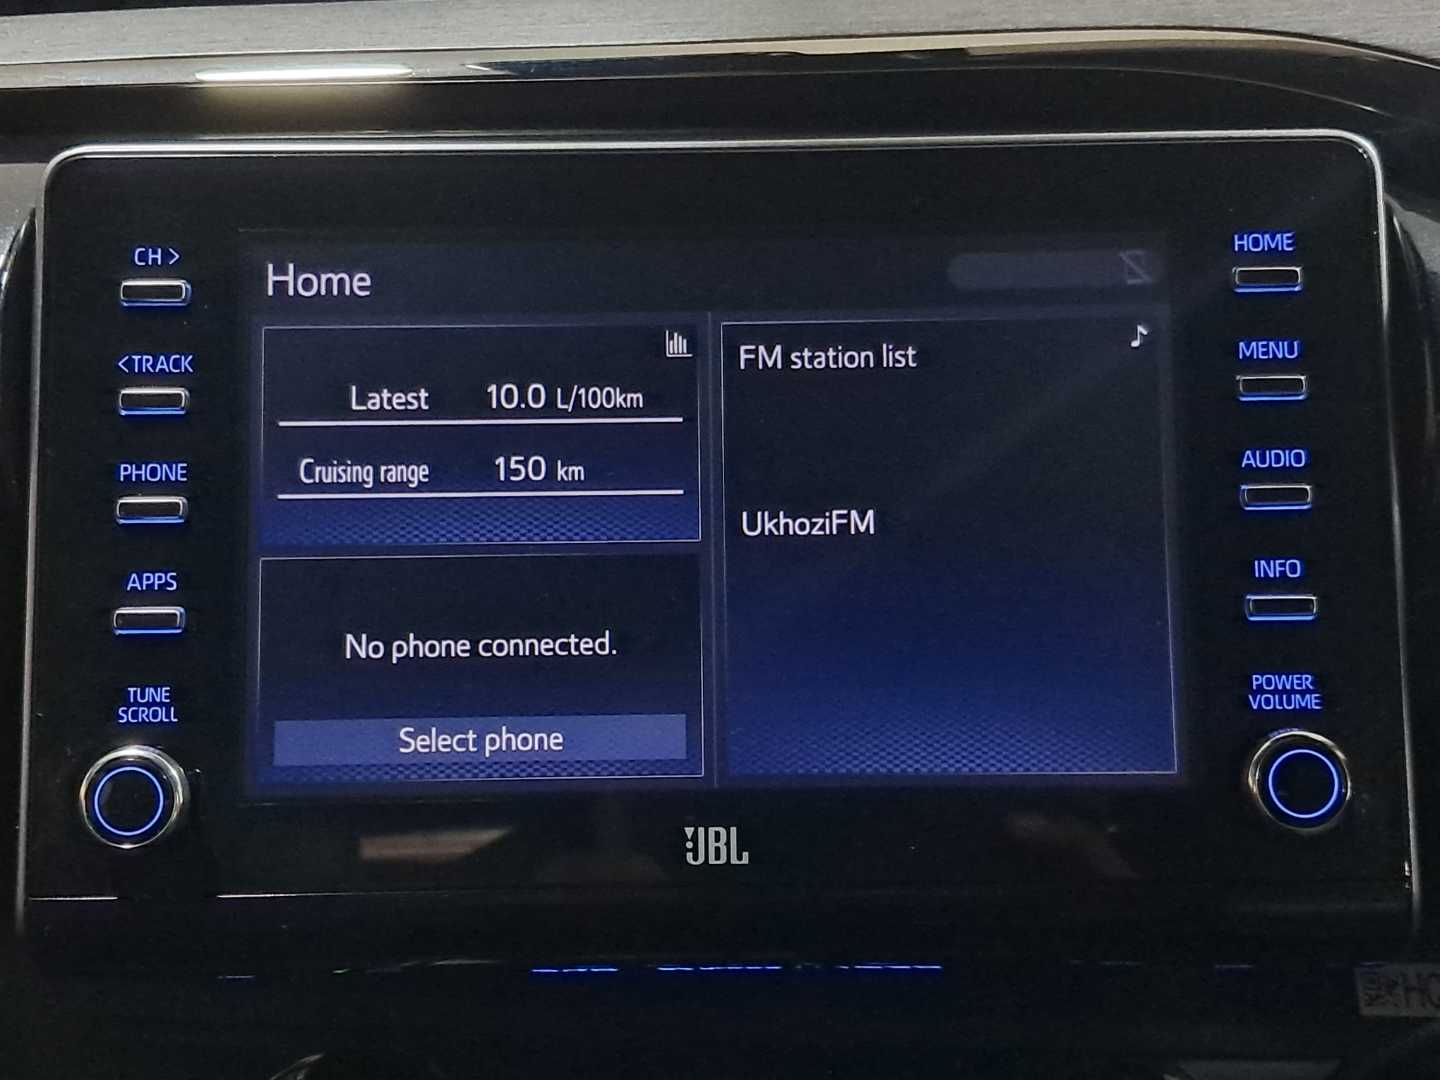 CH >
<TRACK
PHONE
APPS
TUNE
SCROLL
Home
Latest 10.0 L/100km
Cruising range 150 km
No phone connected.
Select phone
FM station list
UkhoziFM
JBL
HOME
MENU
AUDIO
INFO
POWER
VOLUME